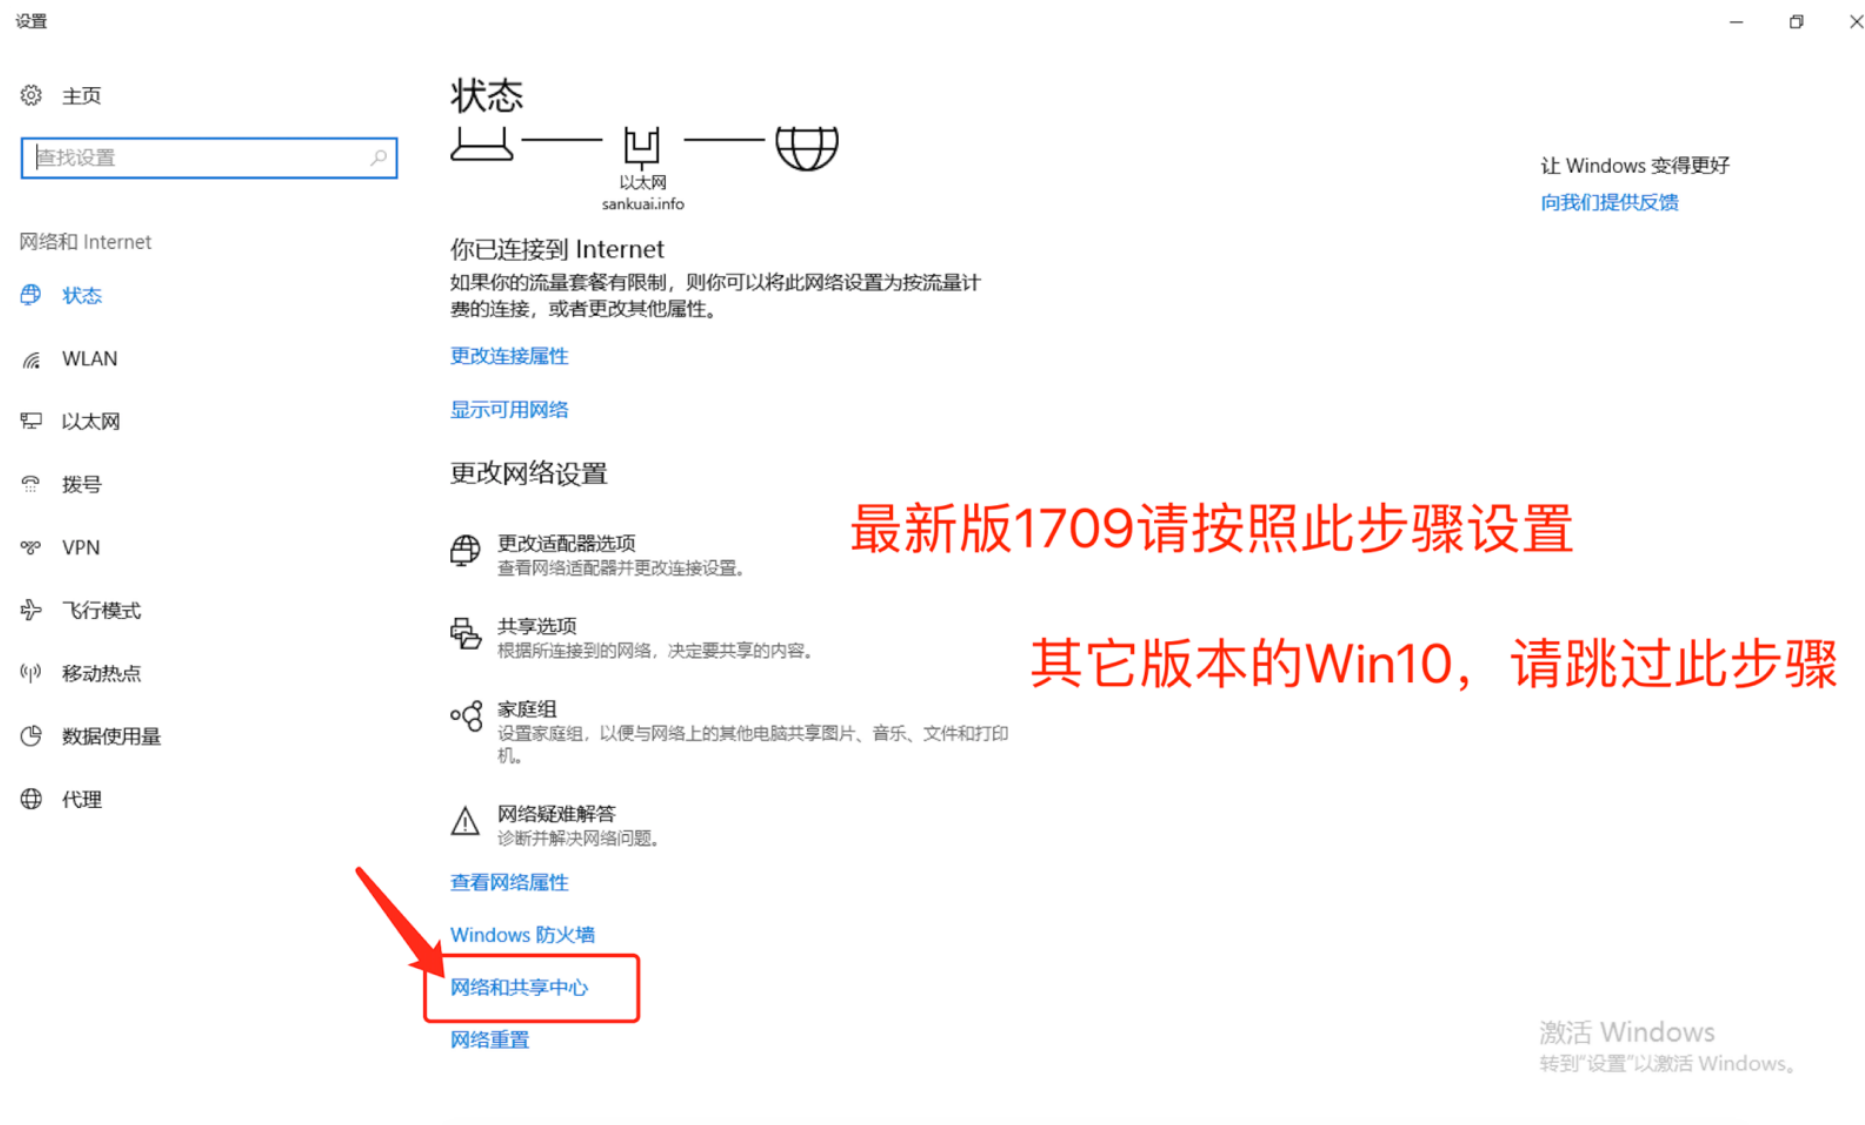 设置
主页
查找设置
网络和 Internet
状态
WLAN
以太网
拨号
VPN
飞行模式
移动热点
数据使用量
代理
状态
以太网
sankuai.info
你已连接到 Internet
如果你的流量套餐有限制，则你可以将此网络设置为按流量计
费的连接，或者更改其他属性。
更改连接属性
显示可用网络
更改网络设置
更改适配器选项
查看网络适配器并更改连接设置。
共享选项
根据所连接到的网络，决定要共享的内容。
家庭组
设置家庭组，以便与网络上的其他电脑共享图片、音乐、文件和打印
机。
网络疑难解答
诊断并解决网络问题。
查看网络属性
Windows 防火墙
网络和共享中心
网络重置
最新版1709请按照此步骤设置
其它版本的Win10，请跳过此步骤
让 Windows 变得更好
向我们提供反馈
激活 Windows
转到"设置"以激活 Windows。